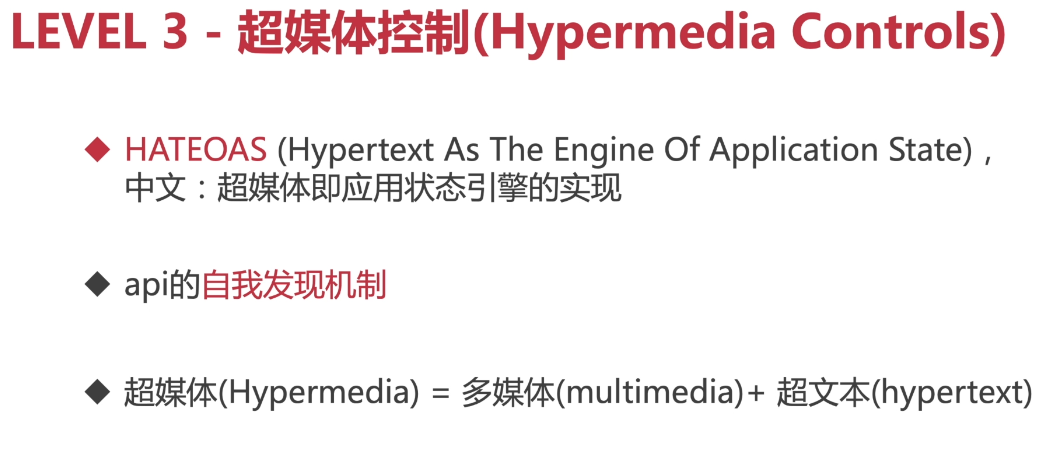 LEVEL 3 - 超媒体控制(Hypermedia Controls)
◆ HATEOAS (Hypertext As The Engine Of Application State)，
中文：超媒体即应用状态引擎的实现
◆ api的自我发现机制
◆ 超媒体(Hypermedia) = 多媒体(multimedia)+ 超文本(hypertext)